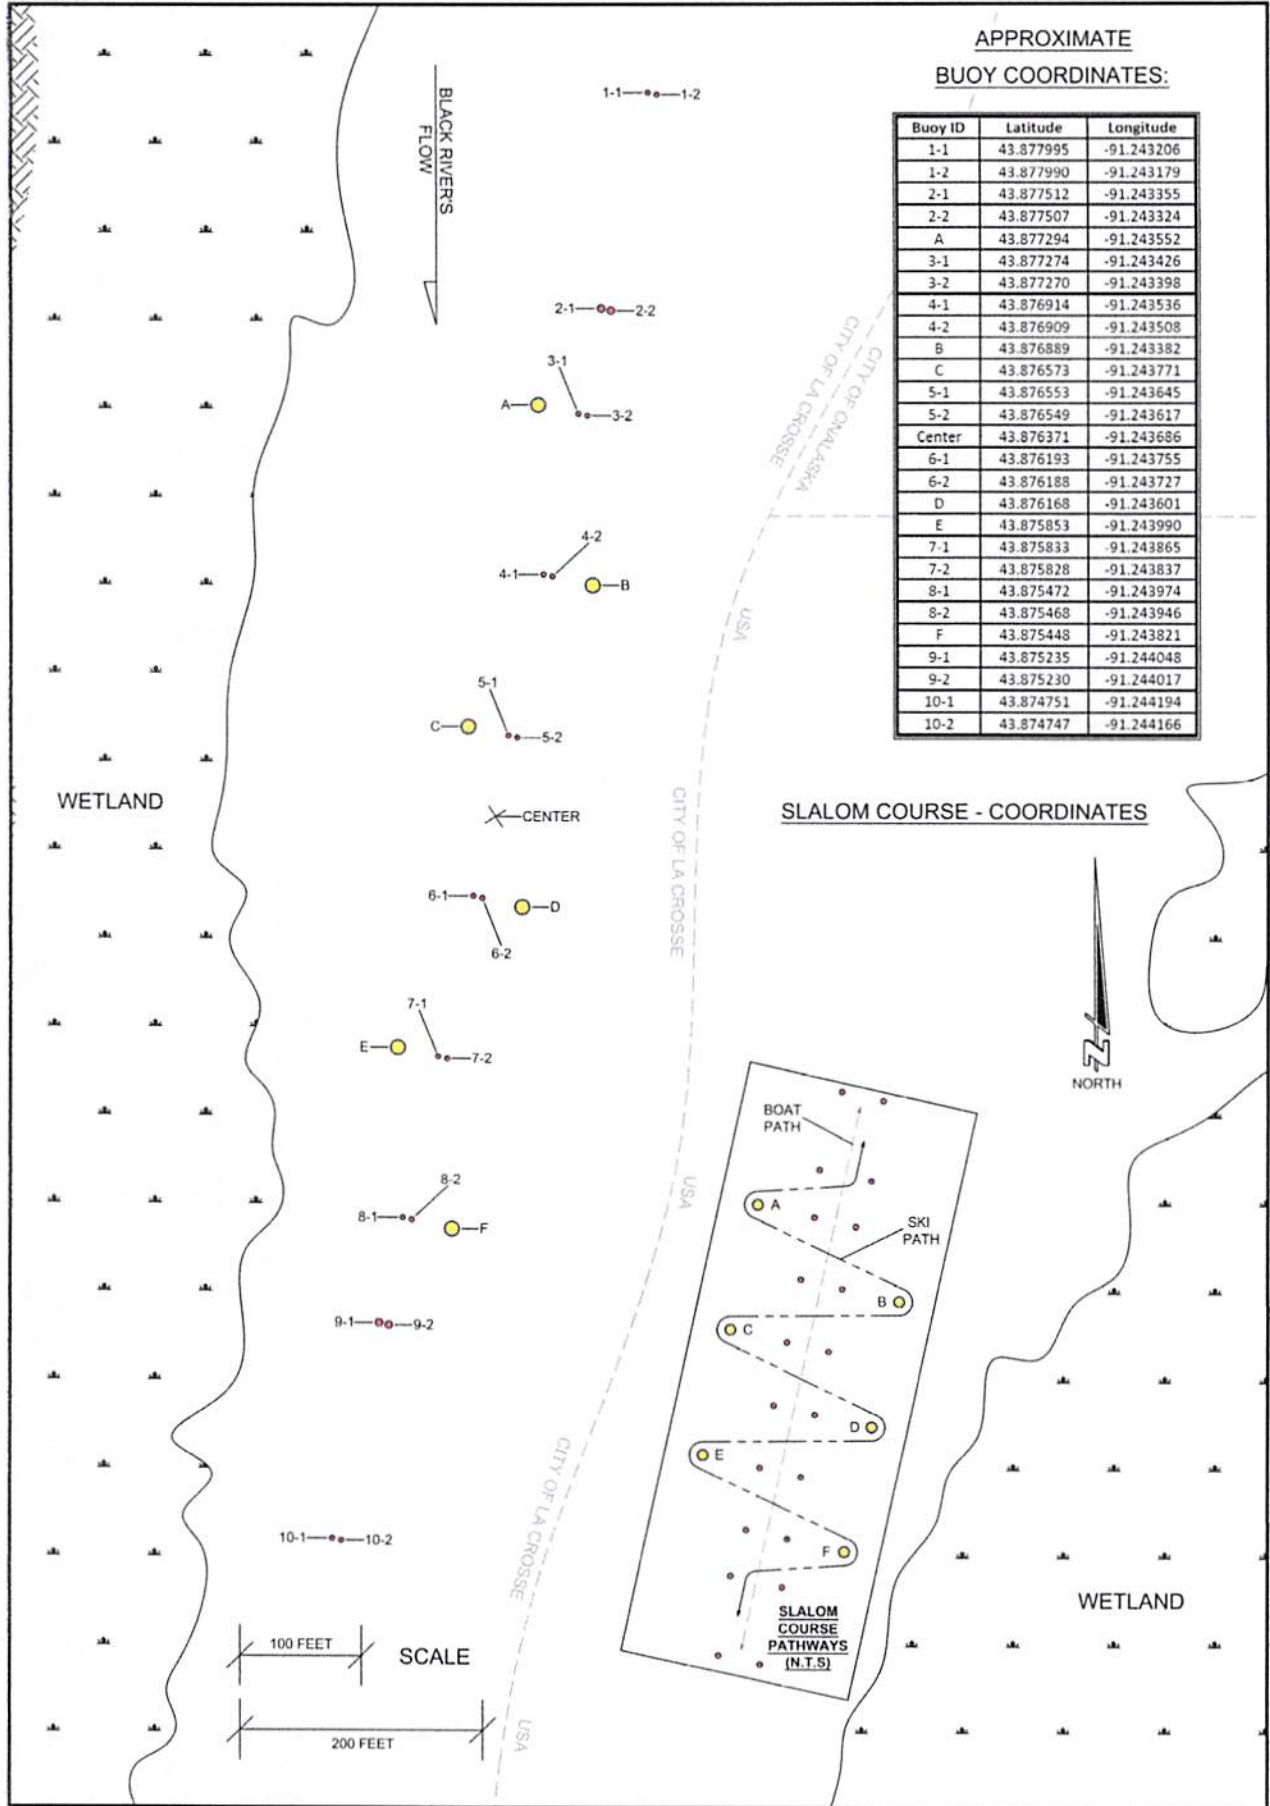 APPROXIMATE
BUOY COORDINATES:
Buoy ID Latitude Longitude
1-1 43.877995 -91.243206
1-2 43.877990 -91.243179
2-1 43.877512 -91.243355
2-2 43.877507 -91.243324
A 43.877294 -91.243552
3-1 43.877274 -91.243426
3-2 43.877270 -91.243398
4-1 43.876914 -91.243536
4-2 43.876909 -91.243508
B 43.876889 -91.243382
C 43.876573 -91.243771
5-1 43.876553 -91.243645
5-2 43.876549 -91.243617
Center 43.876371 -91.243686
6-1 43.876193 -91.243755
6-2 43.876188 -91.243727
D 43.876168 -91.243601
E 43.875853 -91.243990
7-1 43.875833 -91.243865
7-2 43.875828 -91.243837
8-1 43.875472 -91.243974
8-2 43.875468 -91.243946
F 43.875448 -91.243821
9-1 43.875235 -91.244048
9-2 43.875230 -91.244017
10-1 43.874751 -91.244194
10-2 43.874747 -91.244166
BLACK RIVER'S
FLOW
1-1 1-2
2-1 2-2
3-1
A 3-2
4-2
4-1 B
5-1
C 5-2
CENTER
6-1 D
6-2
7-1
E 7-2
8-2
8-1 F
9-1 9-2
10-1 10-2
CITY OF LA CROSSE
CITY OF ONALASKA
USA
CITY OF LA CROSSE
USA
CITY OF LA CROSSE
USA
WETLAND
SLALOM COURSE - COORDINATES
NORTH
BOAT
PATH
A
SKI
PATH
B
C
D
E
F
SLALOM
COURSE
PATHWAYS
(N.T.S)
WETLAND
100 FEET
SCALE
200 FEET